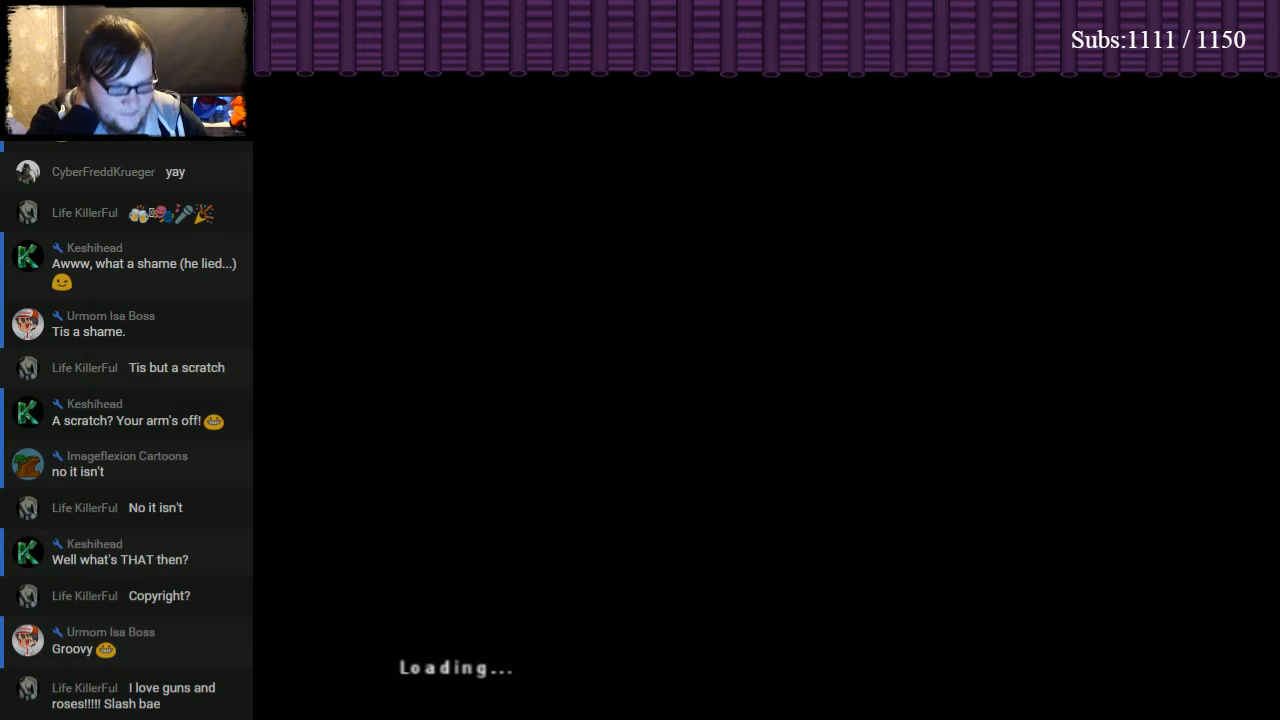 Subs:1111 / 1150
CyberFreddKrueger yay
Life KillerFul 🍻🎭🎤🎉
Keshihead
Awww, what a shame (he lied...)
😉
Urmom Isa Boss
Tis a shame.
Life KillerFul Tis but a scratch
Keshihead
A scratch? Your arm's off! 😁
Imageflexion Cartoons
no it isn't
Life KillerFul No it isn't
Keshihead
Well what's THAT then?
Life KillerFul Copyright?
Urmom Isa Boss
Groovy 😁
Life KillerFul I love guns and
roses!!!!! Slash bae
Loading...